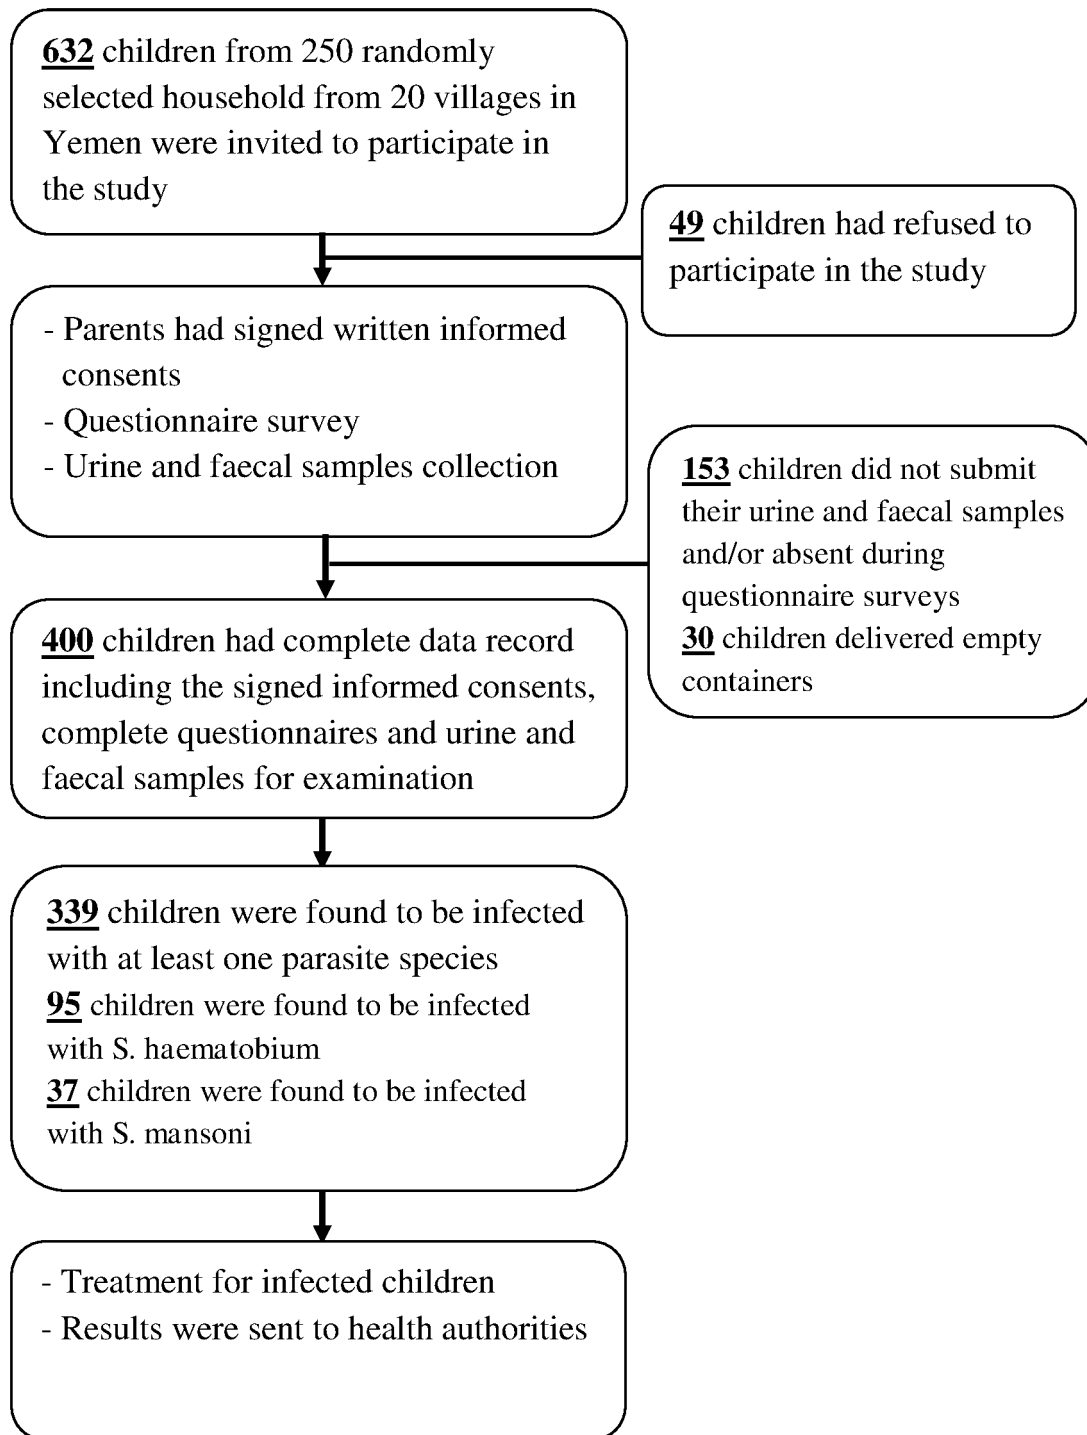 632 children from 250 randomly
selected household from 20 villages in
Yemen were invited to participate in
the study
49 children had refused to
participate in the study
- Parents had signed written informed
consents
- Questionnaire survey
- Urine and faecal samples collection
153 children did not submit
their urine and faecal samples
and/or absent during
questionnaire surveys
30 children delivered empty
containers
400 children had complete data record
including the signed informed consents,
complete questionnaires and urine and
faecal samples for examination
339 children were found to be infected
with at least one parasite species
95 children were found to be infected
with S. haematobium
37 children were found to be infected
with S. mansoni
- Treatment for infected children
- Results were sent to health authorities